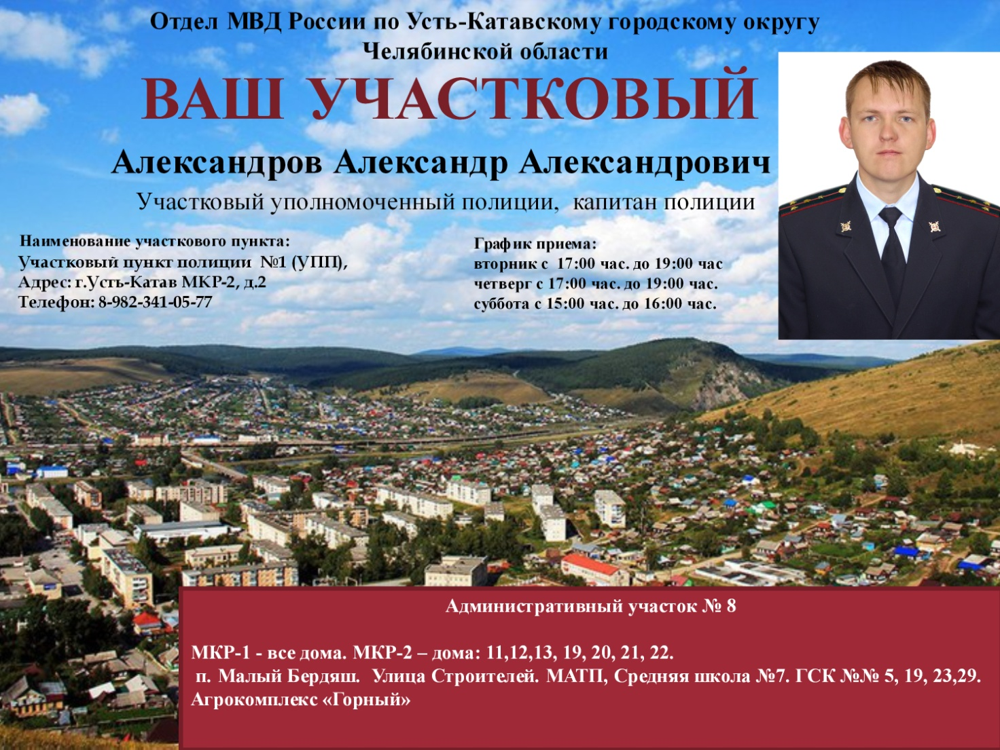 Отдел МВД России по Усть-Катавскому городскому округу
Челябинской области
ВАШ УЧАСТКОВЫЙ
Александров Александр Александрович
Участковый уполномоченный полиции, капитан полиции
Наименование участкового пункта:
Участковый пункт полиции №1 (УПП),
Адрес: г.Усть-Катав МКР-2, д.2
Телефон: 8-982-341-05-77
График приема:
вторник с 17:00 час. до 19:00 час
четверг с 17:00 час. до 19:00 час.
суббота с 15:00 час. до 16:00 час.
Административный участок № 8
МКР-1 - все дома. МКР-2 – дома: 11,12,13, 19, 20, 21, 22.
п. Малый Бердяш. Улица Строителей. МАТП, Средняя школа №7. ГСК №№ 5, 19, 23,29.
Агрокомплекс «Горный»